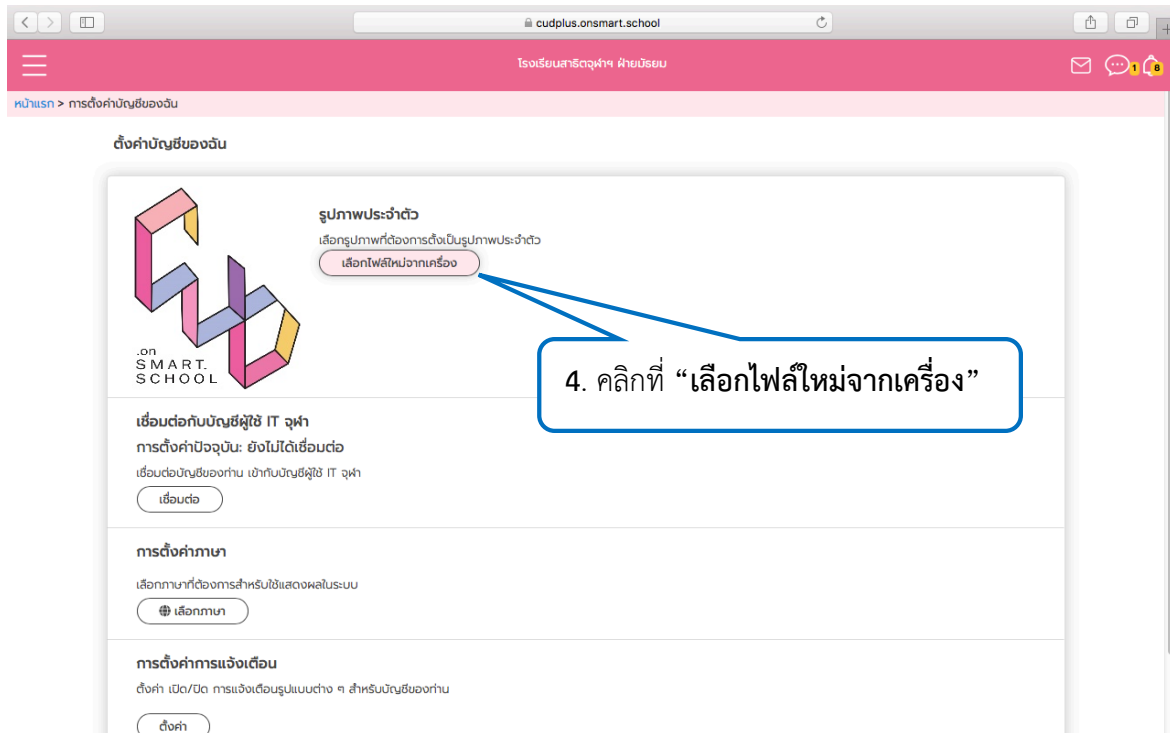 cudplus.onsmart.school
โรงเรียนสาธิตจุฬาฯ ฝ่ายมัธยม
1
8
หน้าแรก > การตั้งค่าบัญชีของฉัน
ตั้งค่าบัญชีของฉัน
รูปภาพประจำตัว
เลือกรูปภาพที่ต้องการตั้งเป็นรูปภาพประจำตัว
เลือกไฟล์ใหม่จากเครื่อง
.on
SMART.
SCHOOL
4. คลิกที่ “เลือกไฟล์ใหม่จากเครื่อง”
เชื่อมต่อกับบัญชีผู้ใช้ IT จุฬา
การตั้งค่าปัจจุบัน: ยังไม่ได้เชื่อมต่อ
เชื่อมต่อบัญชีของท่าน เข้ากับบัญชีผู้ใช้ IT จุฬา
เชื่อมต่อ
การตั้งค่าภาษา
เลือกภาษาที่ต้องการสำหรับใช้แสดงผลในระบบ
เลือกภาษา
การตั้งค่าการแจ้งเตือน
ตั้งค่า เปิด/ปิด การแจ้งเตือนรูปแบบต่าง ๆ สำหรับบัญชีของท่าน
ตั้งค่า